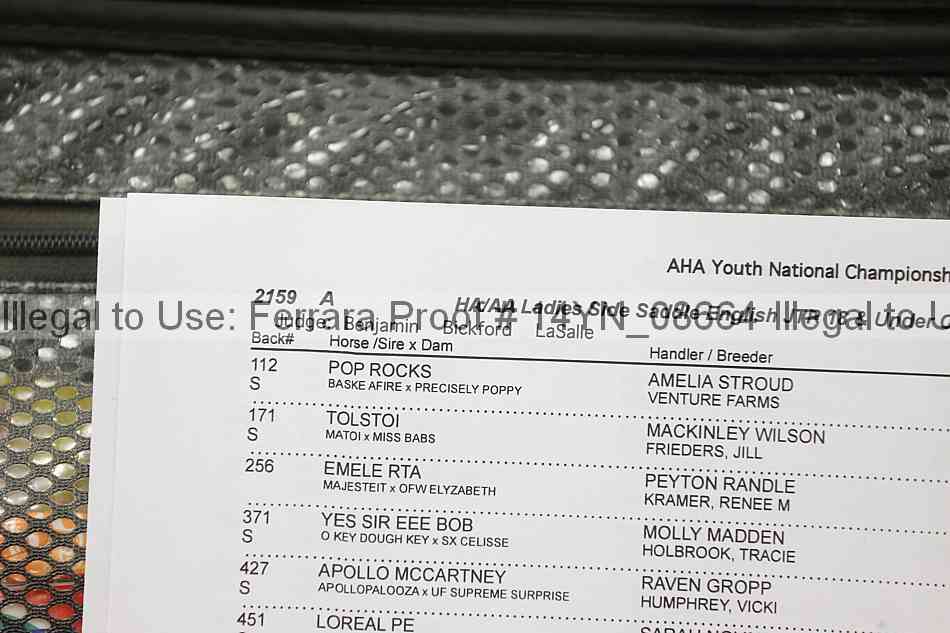 AHA Youth National Championsh
2159 A HA/AA Ladies Side Saddle English JTR 18 & Under
Illegal to Use: Ferrara Proof # 14YN_08664 Illegal to
Judge: Benjamin Bickford LaSalle
Back# Horse /Sire x Dam Handler / Breeder
112 POP ROCKS AMELIA STROUD
S BASKE AFIRE x PRECISELY POPPY VENTURE FARMS
171 TOLSTOI MACKINLEY WILSON
S MATOI x MISS BABS FRIEDERS, JILL
256 EMELE RTA PEYTON RANDLE
MAJESTEIT x OFW ELYZABETH KRAMER, RENEE M
371 YES SIR EEE BOB MOLLY MADDEN
S O KEY DOUGH KEY x SX CELISSE HOLBROOK, TRACIE
427 APOLLO MCCARTNEY RAVEN GROPP
S APOLLOPALOOZA x UF SUPREME SURPRISE HUMPHREY, VICKI
451 LOREAL PE